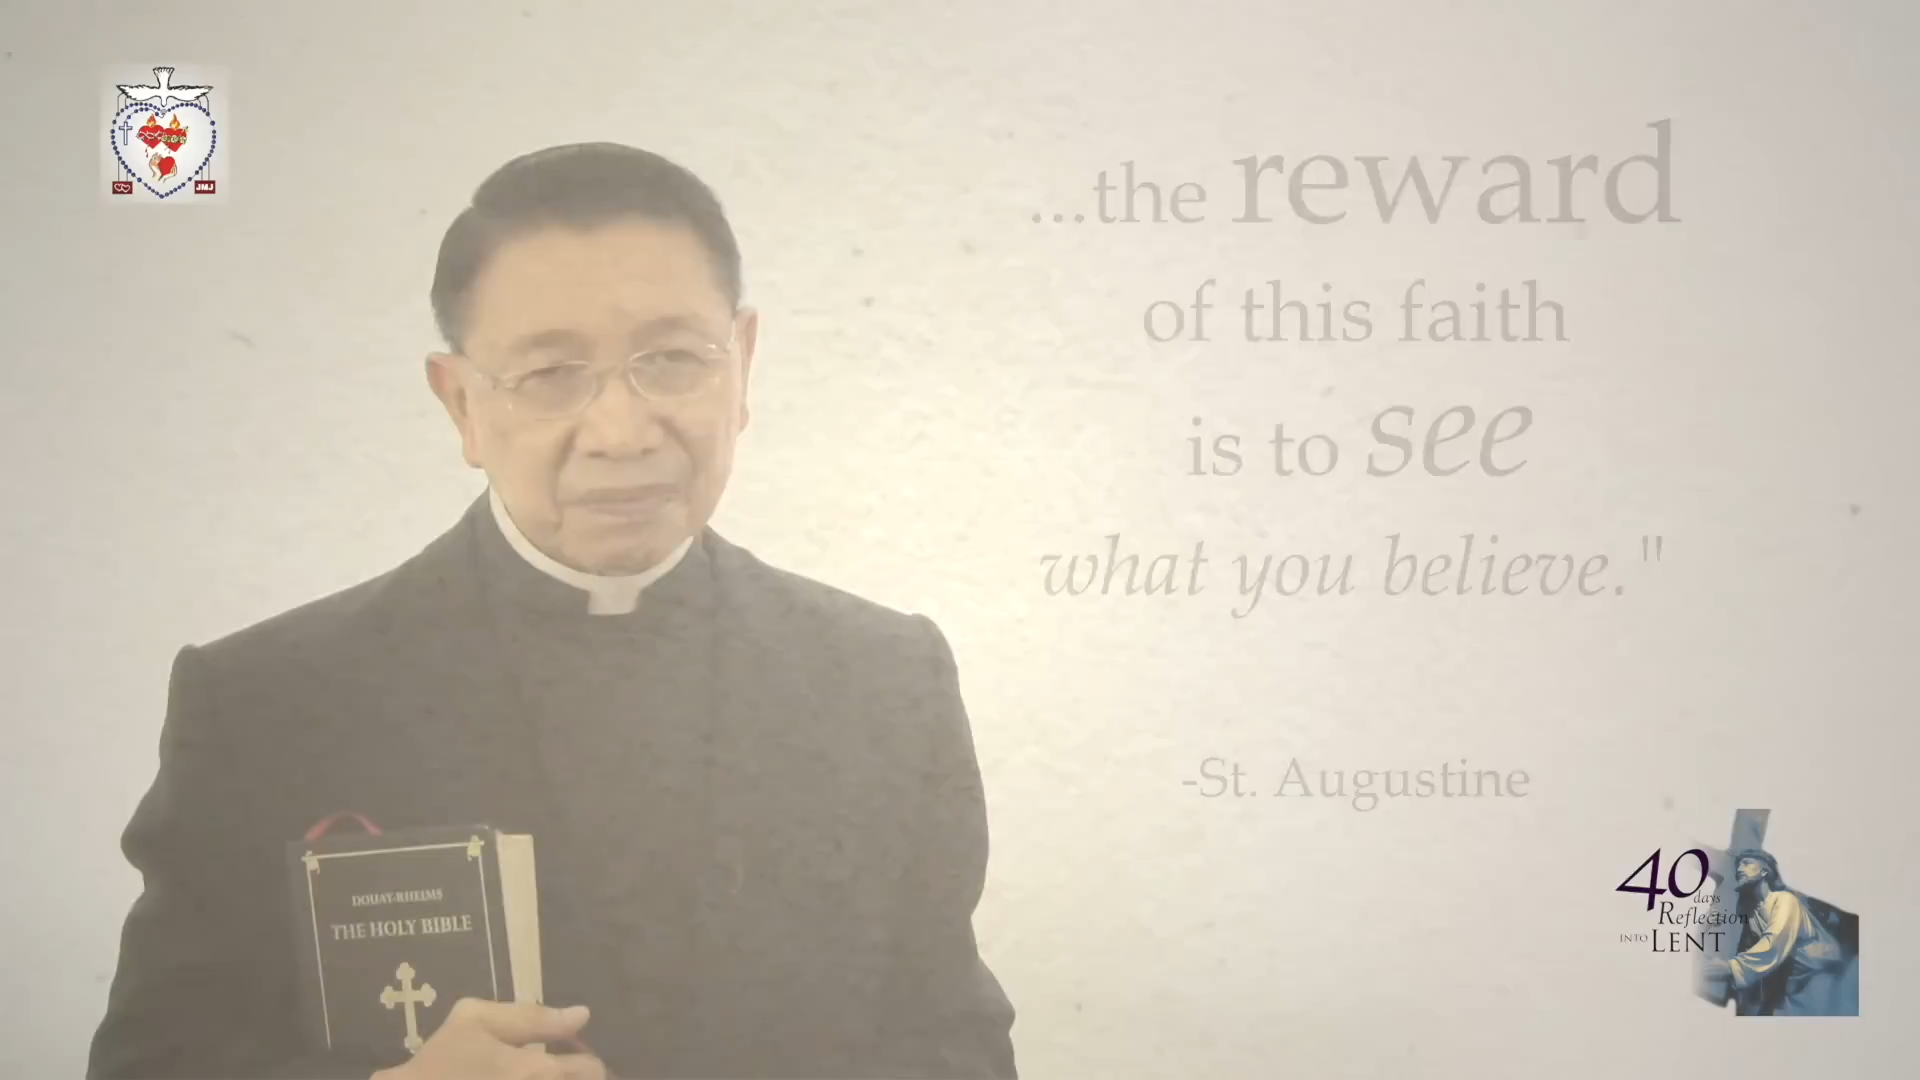 JMJ
...the reward
of this faith
is to see
what you believe."
-St. Augustine
DOUAY-RHEIMS
THE HOLY BIBLE
40
days
Reflection
INTO LENT